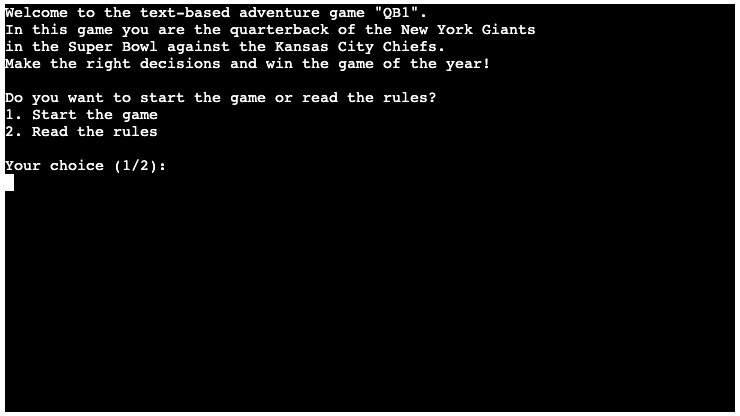 Welcome to the text-based adventure game "QB1".
In this game you are the quarterback of the New York Giants
in the Super Bowl against the Kansas City Chiefs.
Make the right decisions and win the game of the year!
Do you want to start the game or read the rules?
1. Start the game
2. Read the rules
Your choice (1/2):